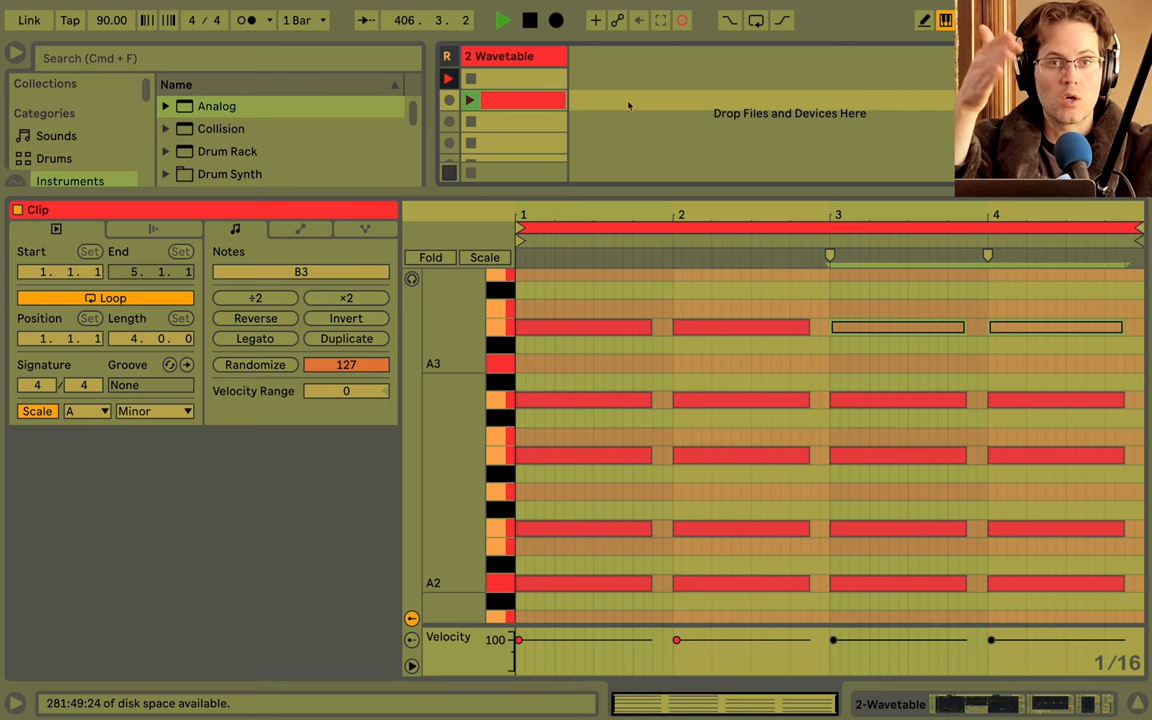 Link Tap 90.00 4 / 4 1 Bar 406. 3. 2
Search (Cmd + F)
Collections
Categories
Sounds
Drums
Instruments
Name
Analog
Collision
Drum Rack
Drum Synth
R 2 Wavetable
Drop Files and Devices Here
Clip
Start Set End Set
1. 1. 1 5. 1. 1
Loop
Position Set Length Set
1. 1. 1 4. 0. 0
Signature Groove
4 / 4 None
Scale A Minor
Notes
B3
÷2 ×2
Reverse Invert
Legato Duplicate
Randomize 127
Velocity Range 0
1 2 3 4
Fold Scale
A3
A2
Velocity 100
1/16
281:49:24 of disk space available.
2-Wavetable